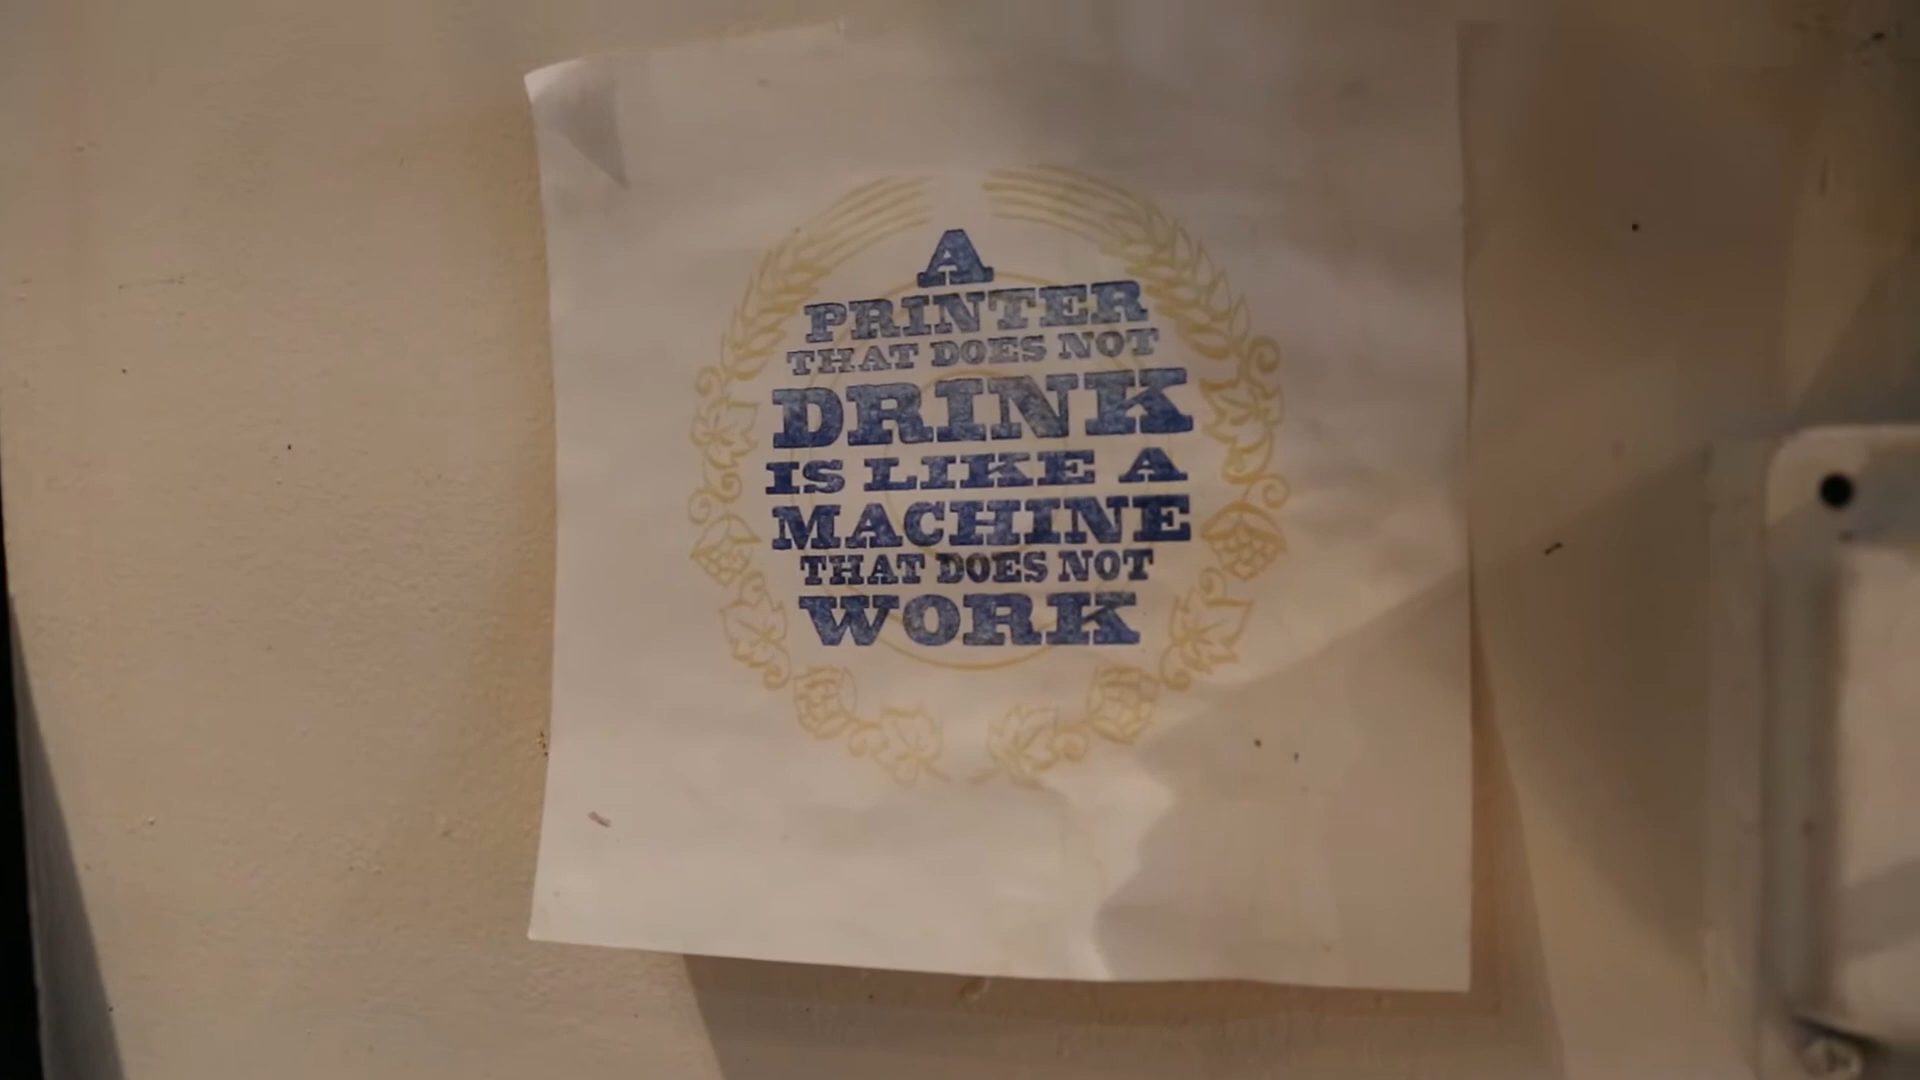 A
PRINTER
THAT DOES NOT
DRINK
IS LIKE A
MACHINE
THAT DOES NOT
WORK